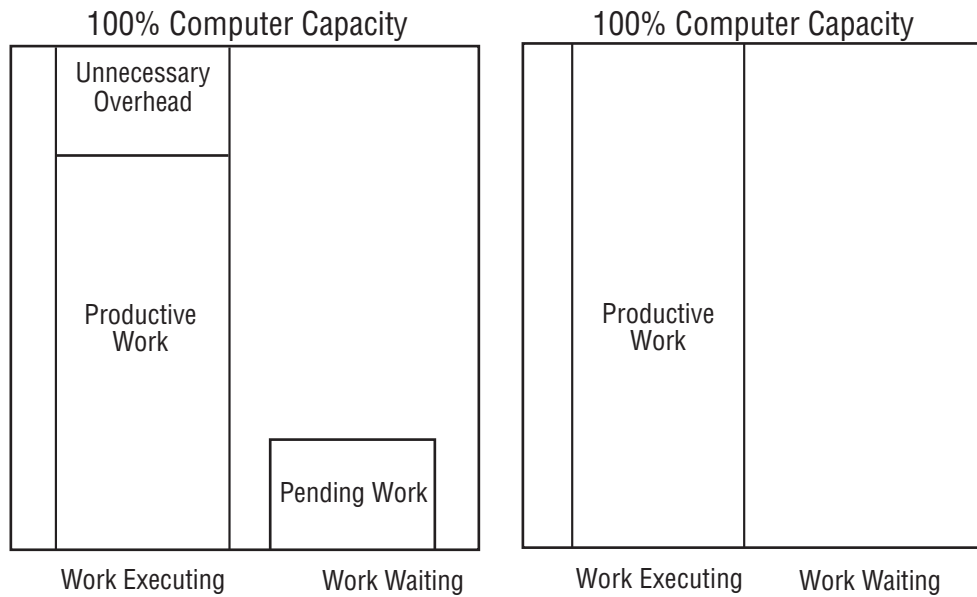 100% Computer Capacity
Unnecessary
Overhead
Productive
Work
Pending Work
Work Executing
Work Waiting
100% Computer Capacity
Productive
Work
Work Executing
Work Waiting